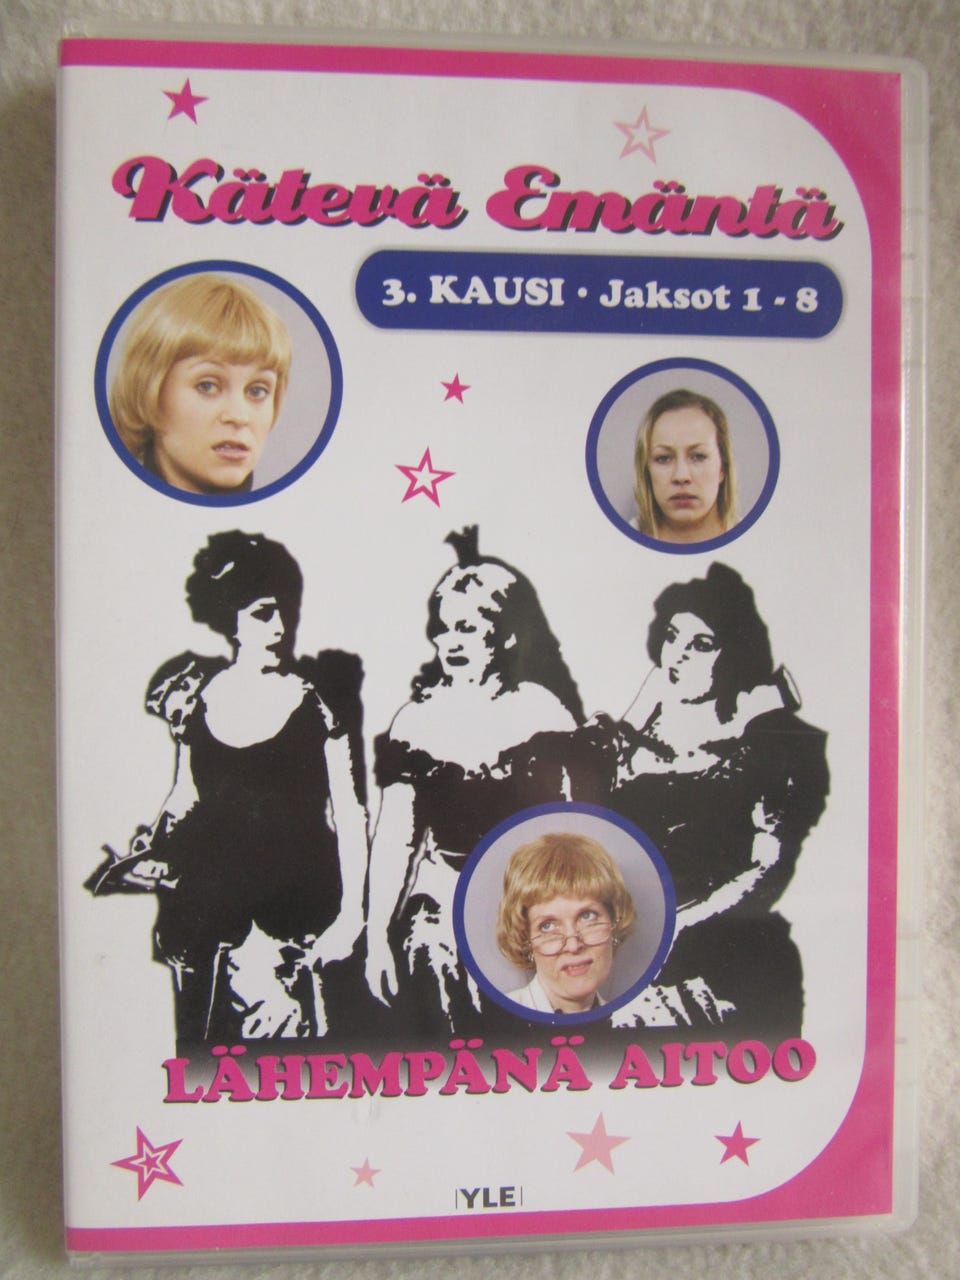 Kätevä Emäntä
3. KAUSI • Jaksot 1 - 8
LÄHEMPÄNÄ AITOO
|YLE|